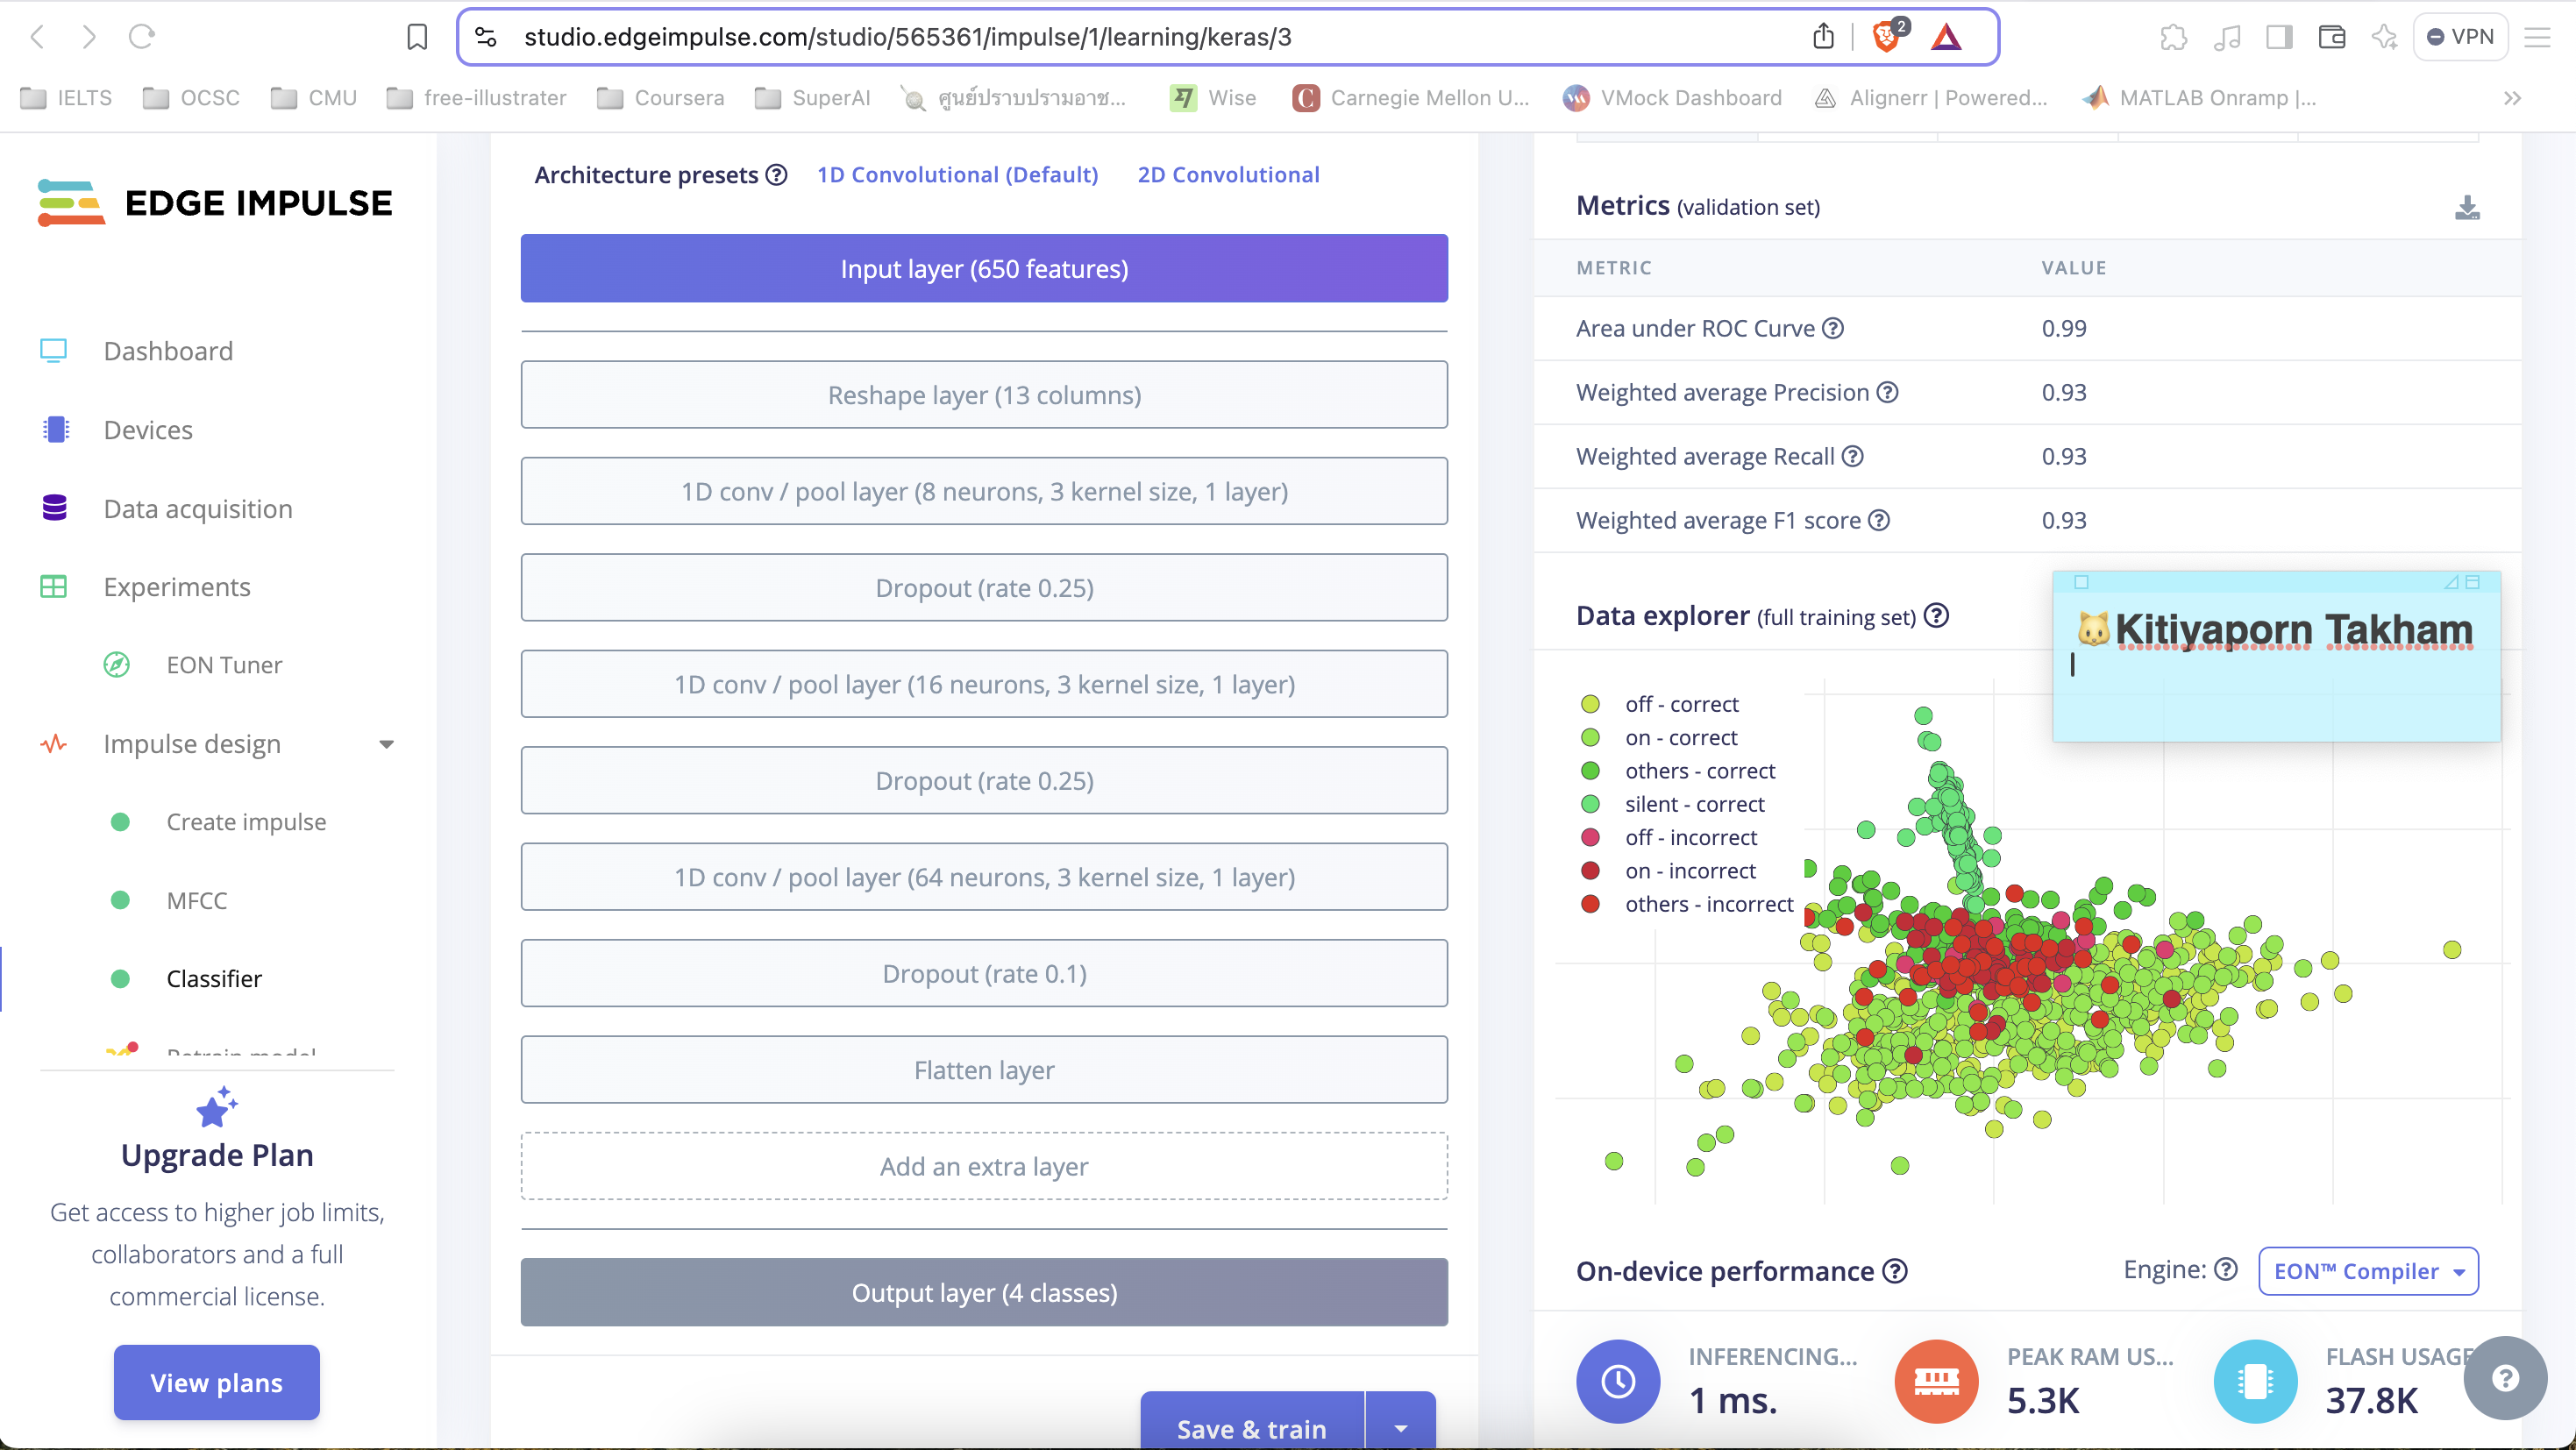 studio.edgeimpulse.com/studio/565361/impulse/1/learning/keras/3
2
VPN
IELTS
OCSC
CMU
free-illustrater
Coursera
SuperAI
ศูนย์ปราบปรามอาช...
Wise
Carnegie Mellon U...
VMock Dashboard
Alignerr | Powered...
MATLAB Onramp |...
EDGE IMPULSE
Dashboard
Devices
Data acquisition
Experiments
EON Tuner
Impulse design
Create impulse
MFCC
Classifier
Retrain model
Upgrade Plan
Get access to higher job limits,
collaborators and a full
commercial license.
View plans
Architecture presets
1D Convolutional (Default)
2D Convolutional
Input layer (650 features)
Reshape layer (13 columns)
1D conv / pool layer (8 neurons, 3 kernel size, 1 layer)
Dropout (rate 0.25)
1D conv / pool layer (16 neurons, 3 kernel size, 1 layer)
Dropout (rate 0.25)
1D conv / pool layer (64 neurons, 3 kernel size, 1 layer)
Dropout (rate 0.1)
Flatten layer
Add an extra layer
Output layer (4 classes)
Save & train
Metrics (validation set)
METRIC VALUE
Area under ROC Curve 0.99
Weighted average Precision 0.93
Weighted average Recall 0.93
Weighted average F1 score 0.93
Data explorer (full training set)
🐱Kitiyaporn Takham
off - correct
on - correct
others - correct
silent - correct
off - incorrect
on - incorrect
others - incorrect
On-device performance
Engine:
EON™ Compiler
INFERENCING...
1 ms.
PEAK RAM US...
5.3K
FLASH USAGE
37.8K